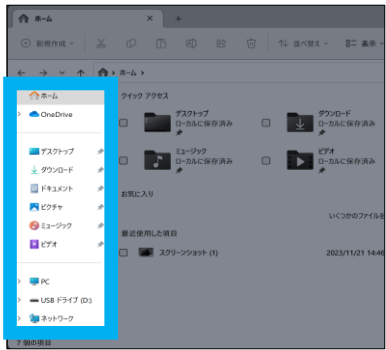 ホーム
新規作成
並べ替え
表示
ホーム
ホーム
OneDrive
デスクトップ
ダウンロード
ドキュメント
ピクチャ
ミュージック
ビデオ
PC
USB ドライブ (D:)
ネットワーク
クイック アクセス
デスクトップ
ローカルに保存済み
ダウンロード
ローカルに保存済み
ミュージック
ローカルに保存済み
ビデオ
ローカルに保存済み
お気に入り
いくつかのファイルを
最近使用した項目
スクリーンショット (1)
2023/11/21 14:46
7 個の項目